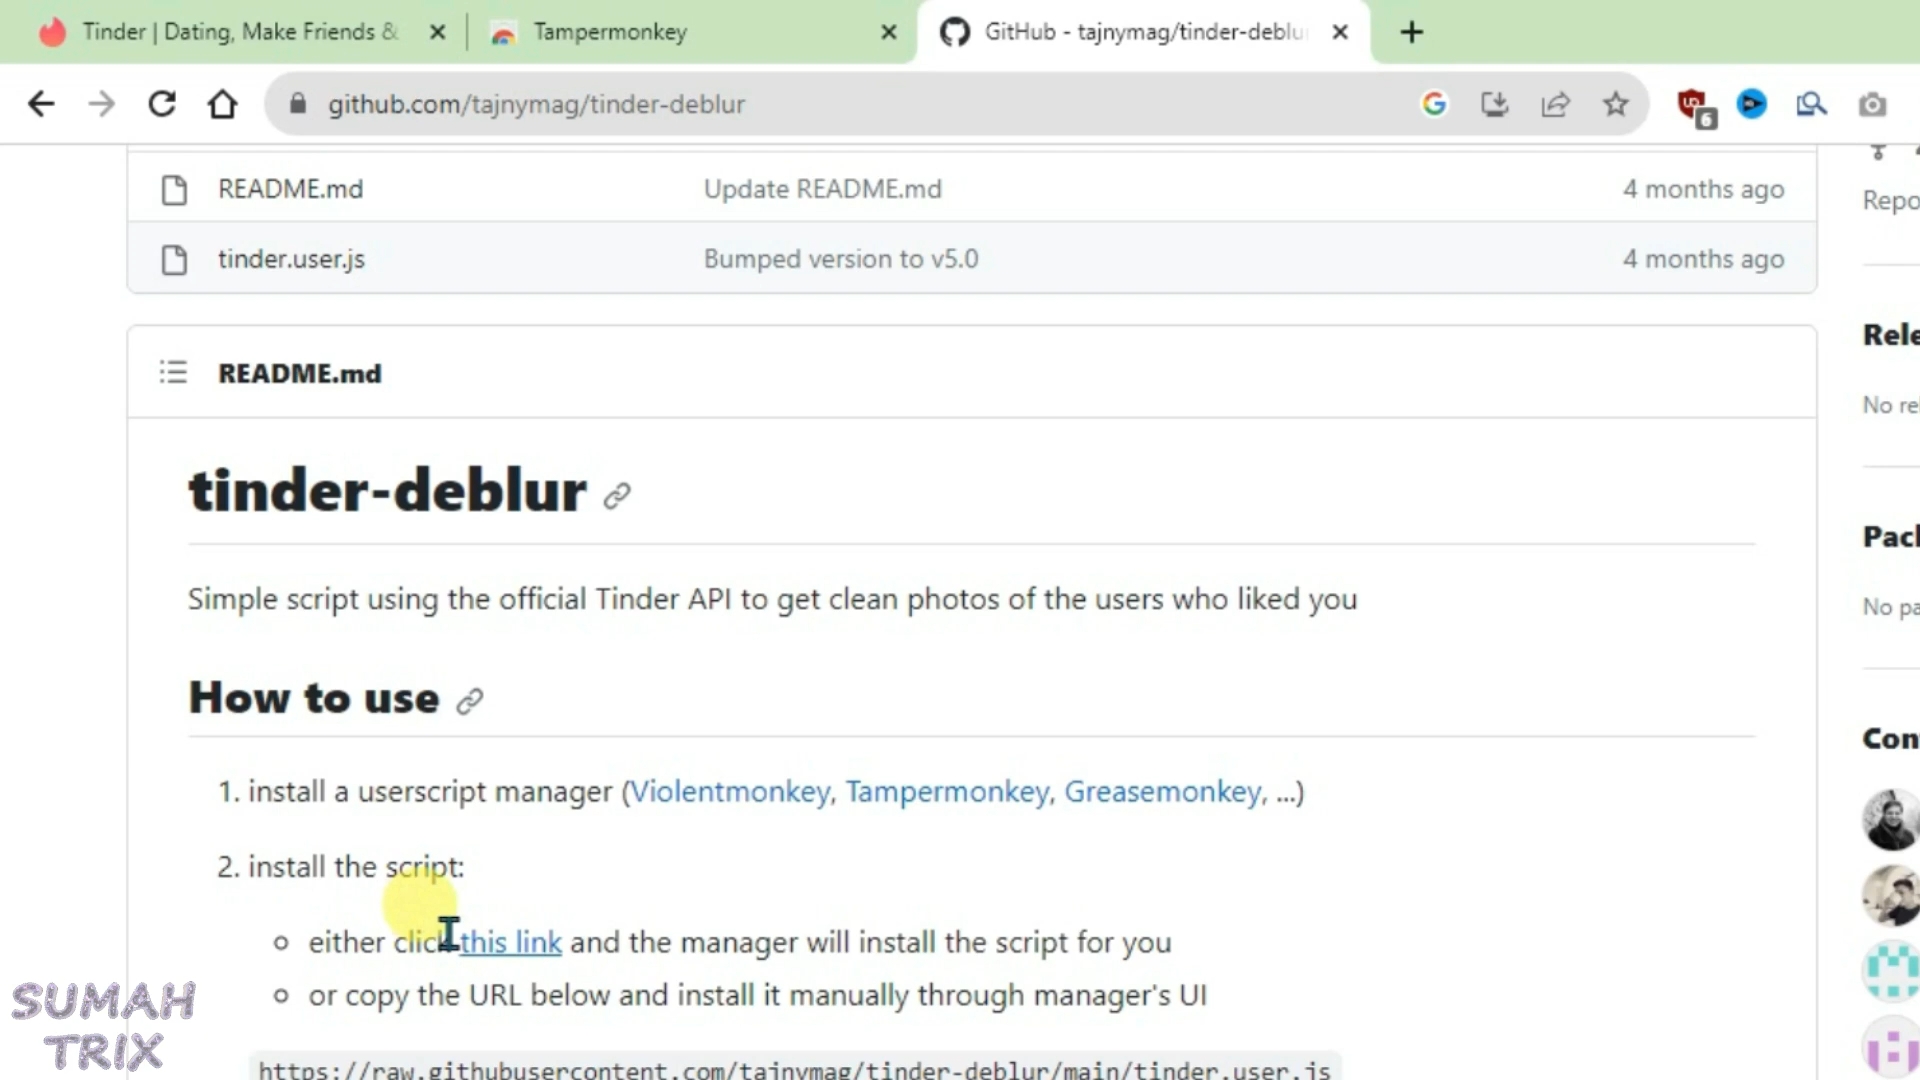 Tinder | Dating, Make Friends &
Tampermonkey
GitHub - tajnymag/tinder-deblu
github.com/tajnymag/tinder-deblur
6
README.md Update README.md 4 months ago
Repo
tinder.user.js Bumped version to v5.0 4 months ago
Rele
README.md
No rel
tinder-deblur
Pack
Simple script using the official Tinder API to get clean photos of the users who liked you
No pa
How to use
Con
1. install a userscript manager (Violentmonkey, Tampermonkey, Greasemonkey, ...)
2. install the script:
either click this link and the manager will install the script for you
or copy the URL below and install it manually through manager's UI
https://raw.githubusercontent.com/tajnymag/tinder-deblur/main/tinder.user.js
SUMAH
TRIX